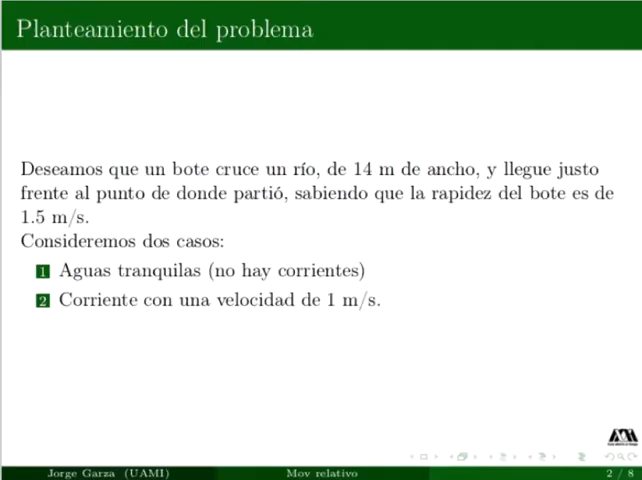 Planteamiento del problema
Deseamos que un bote cruce un río, de 14 m de ancho, y llegue justo
frente al punto de donde partió, sabiendo que la rapidez del bote es de
1.5 m/s.
Consideremos dos casos:
1 Aguas tranquilas (no hay corrientes)
2 Corriente con una velocidad de 1 m/s.
Jorge Garza (UAMI) Mov relativo 2 / 8